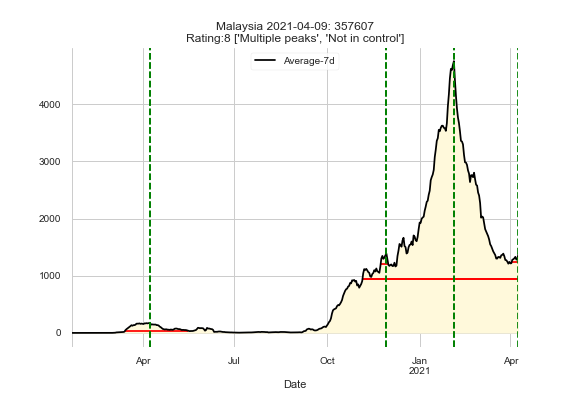 Malaysia 2021-04-09: 357607
Rating:8 ['Multiple peaks', 'Not in control']
Average-7d
4000
3000
2000
1000
0
Apr
Jul
Oct
Jan
2021
Apr
Date